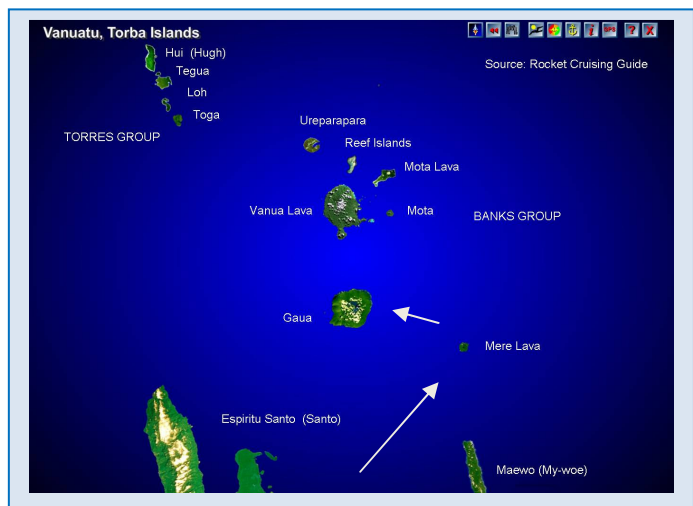 Vanuatu, Torba Islands
GPS
i
?
X
Source: Rocket Cruising Guide
Hui (Hugh)
Tegua
Loh
Toga
TORRES GROUP
Ureparapara
Reef Islands
Mota Lava
Vanua Lava
Mota
BANKS GROUP
Gaua
Mere Lava
Espiritu Santo (Santo)
Maewo (My-woe)